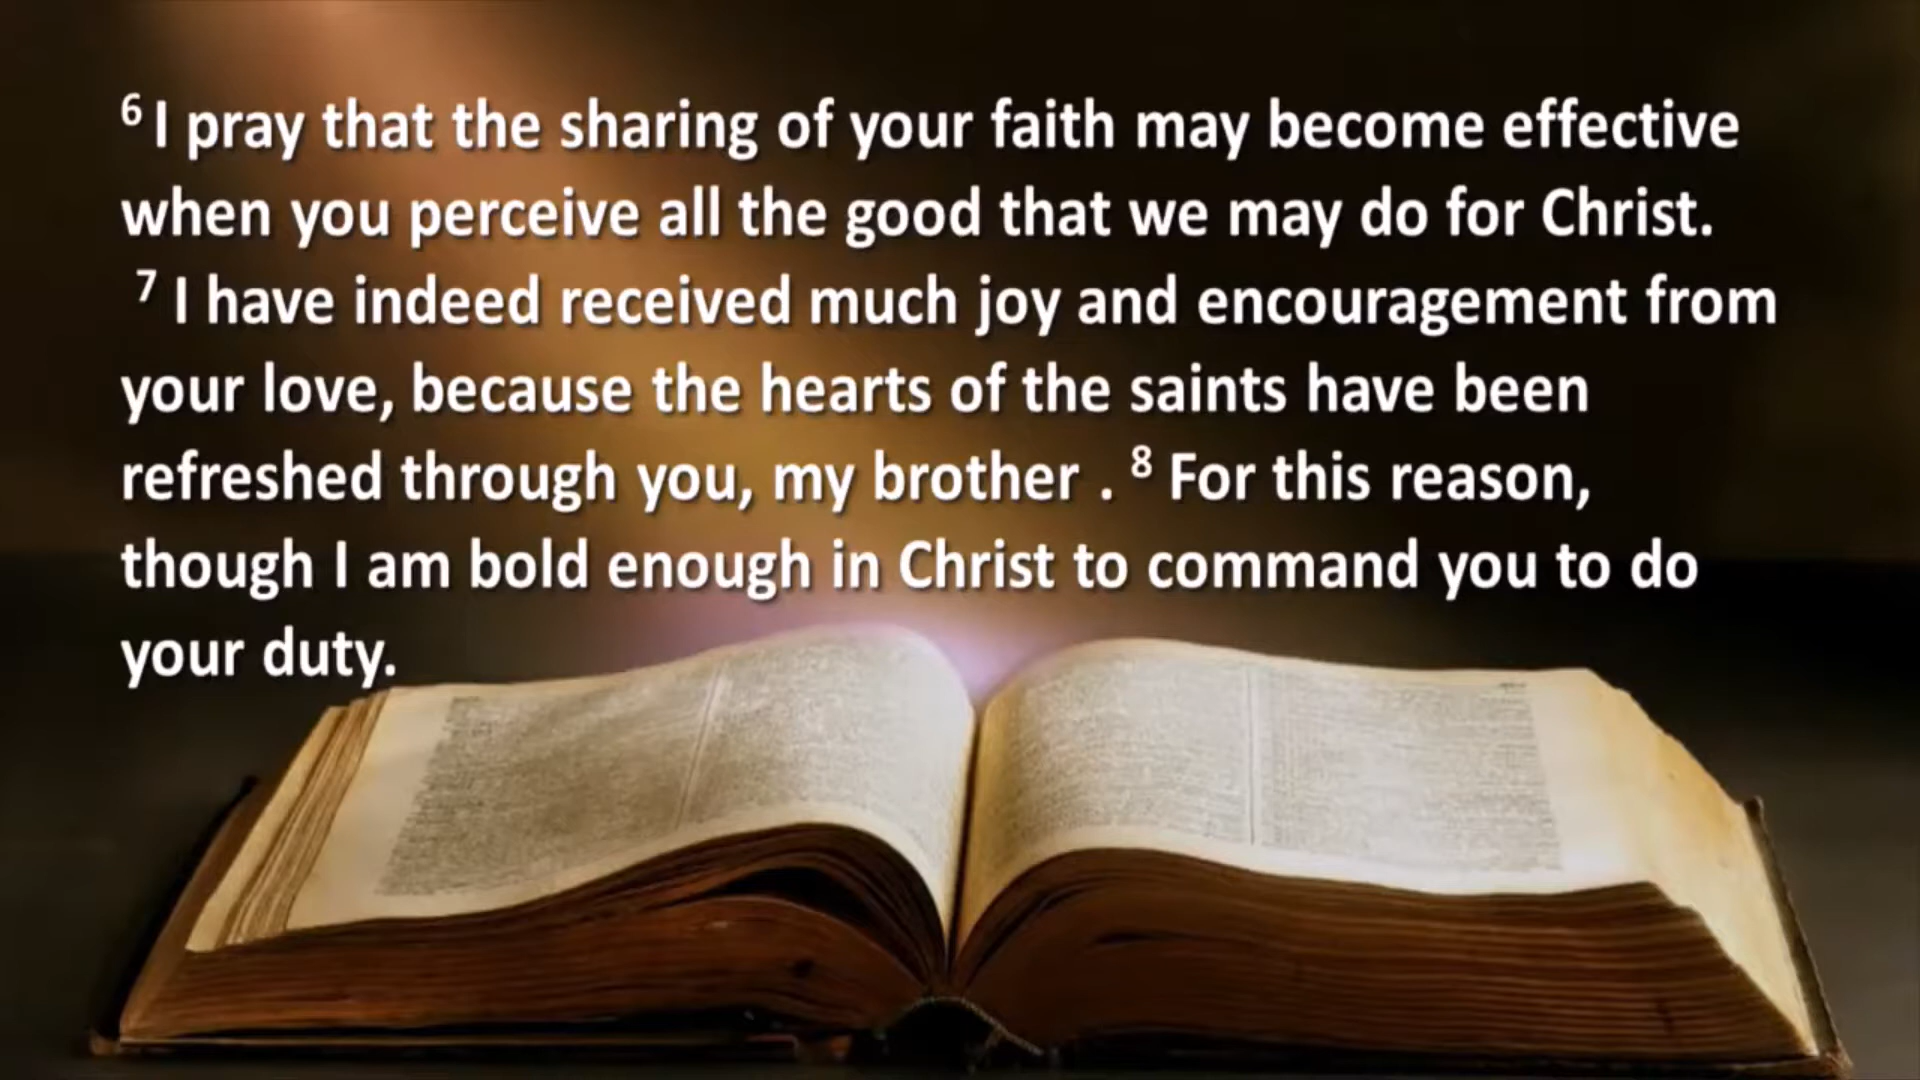 6 I pray that the sharing of your faith may become effective
when you perceive all the good that we may do for Christ.
7 I have indeed received much joy and encouragement from
your love, because the hearts of the saints have been
refreshed through you, my brother . 8 For this reason,
though I am bold enough in Christ to command you to do
your duty.